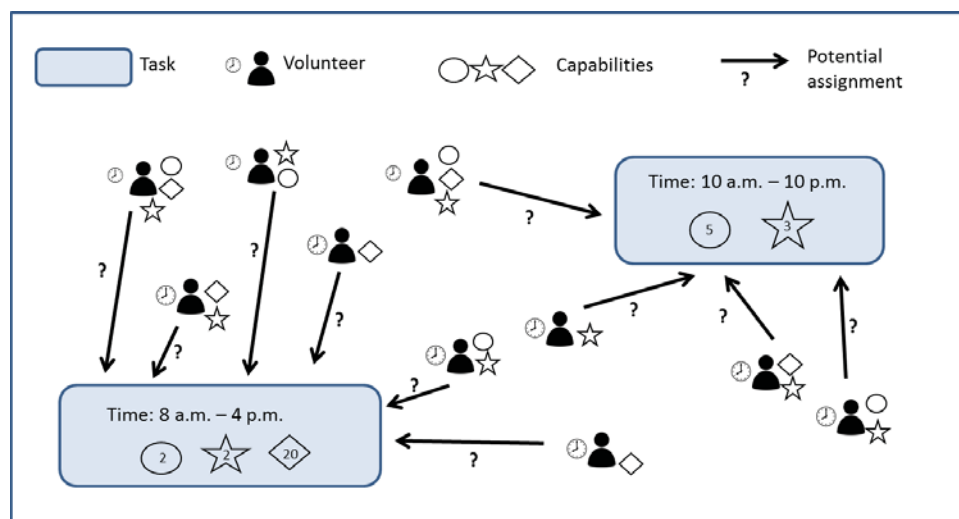 Task
Volunteer
Capabilities
Potential
assignment
?
Time: 10 a.m. – 10 p.m.
5
3
?
?
?
?
?
?
?
?
?
?
Time: 8 a.m. – 4 p.m.
2
2
20
?